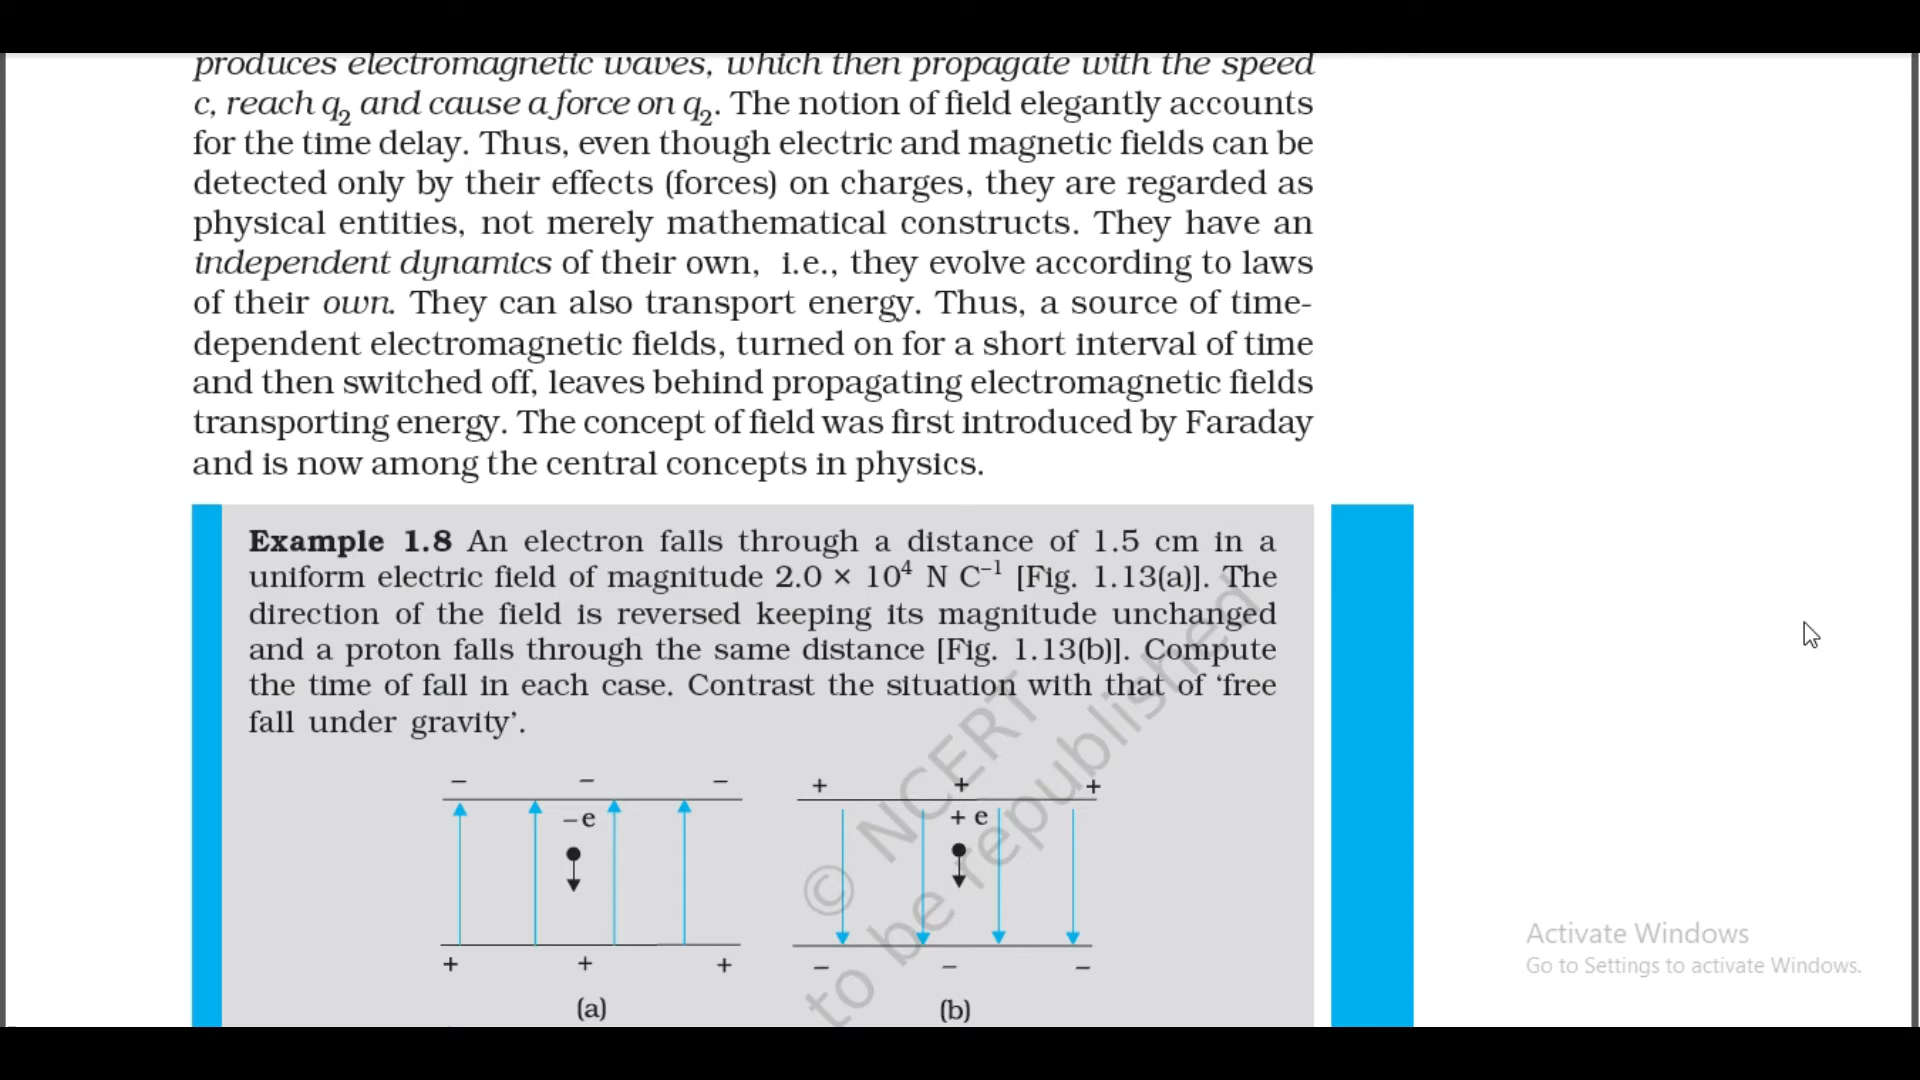 produces electromagnetic waves, which then propagate with the speed
c, reach q₂ and cause a force on q₂. The notion of field elegantly accounts
for the time delay. Thus, even though electric and magnetic fields can be
detected only by their effects (forces) on charges, they are regarded as
physical entities, not merely mathematical constructs. They have an
independent dynamics of their own, i.e., they evolve according to laws
of their own. They can also transport energy. Thus, a source of time-
dependent electromagnetic fields, turned on for a short interval of time
and then switched off, leaves behind propagating electromagnetic fields
transporting energy. The concept of field was first introduced by Faraday
and is now among the central concepts in physics.
Example 1.8 An electron falls through a distance of 1.5 cm in a
uniform electric field of magnitude 2.0 × 10⁴ N C⁻¹ [Fig. 1.13(a)]. The
direction of the field is reversed keeping its magnitude unchanged
and a proton falls through the same distance [Fig. 1.13(b)]. Compute
the time of fall in each case. Contrast the situation with that of ‘free
fall under gravity’.
– – –
–e
+ + +
(a)
+ + +
+ e
– – –
(b)
© NCERT
to be republished
Activate Windows
Go to Settings to activate Windows.